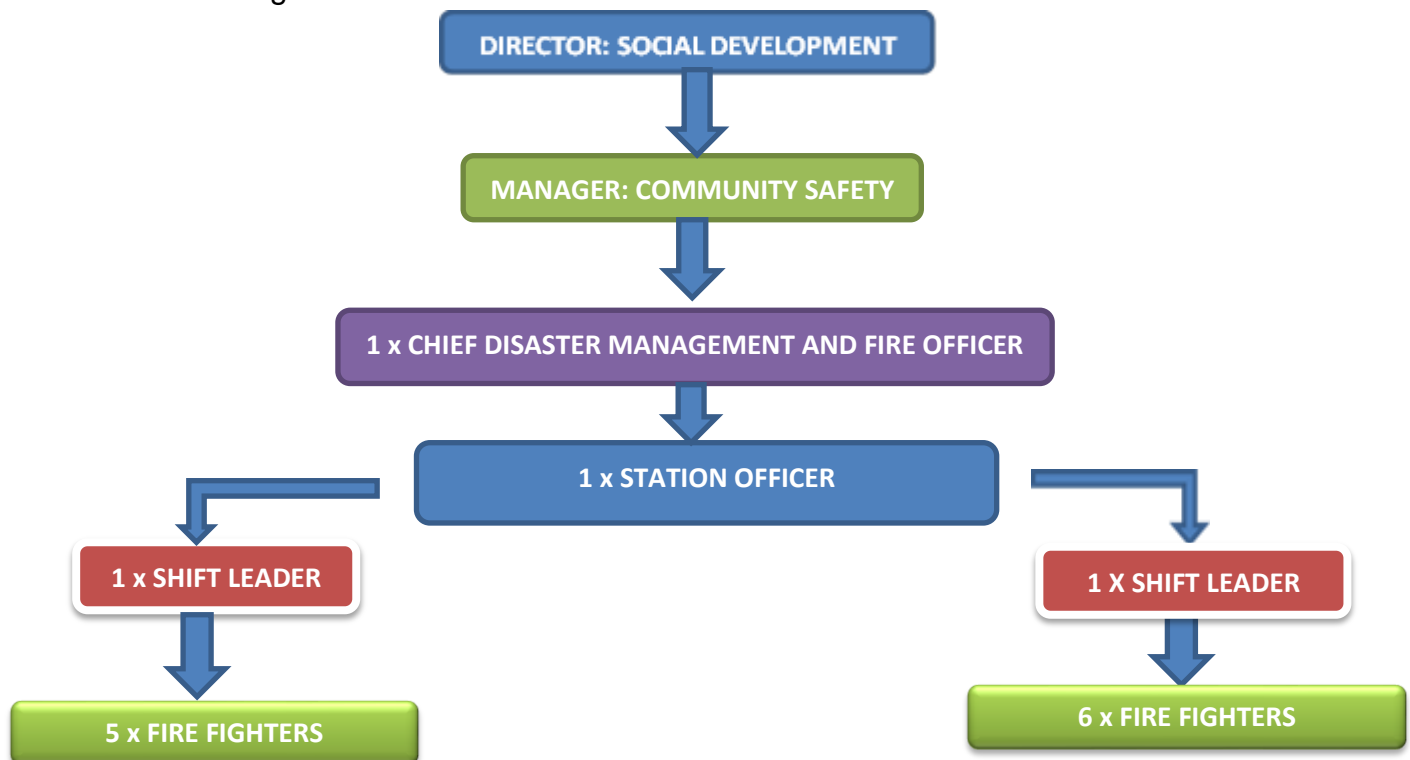 DIRECTOR: SOCIAL DEVELOPMENT
MANAGER: COMMUNITY SAFETY
1 x CHIEF DISASTER MANAGEMENT AND FIRE OFFICER
1 x STATION OFFICER
1 x SHIFT LEADER
1 X SHIFT LEADER
5 x FIRE FIGHTERS
6 x FIRE FIGHTERS